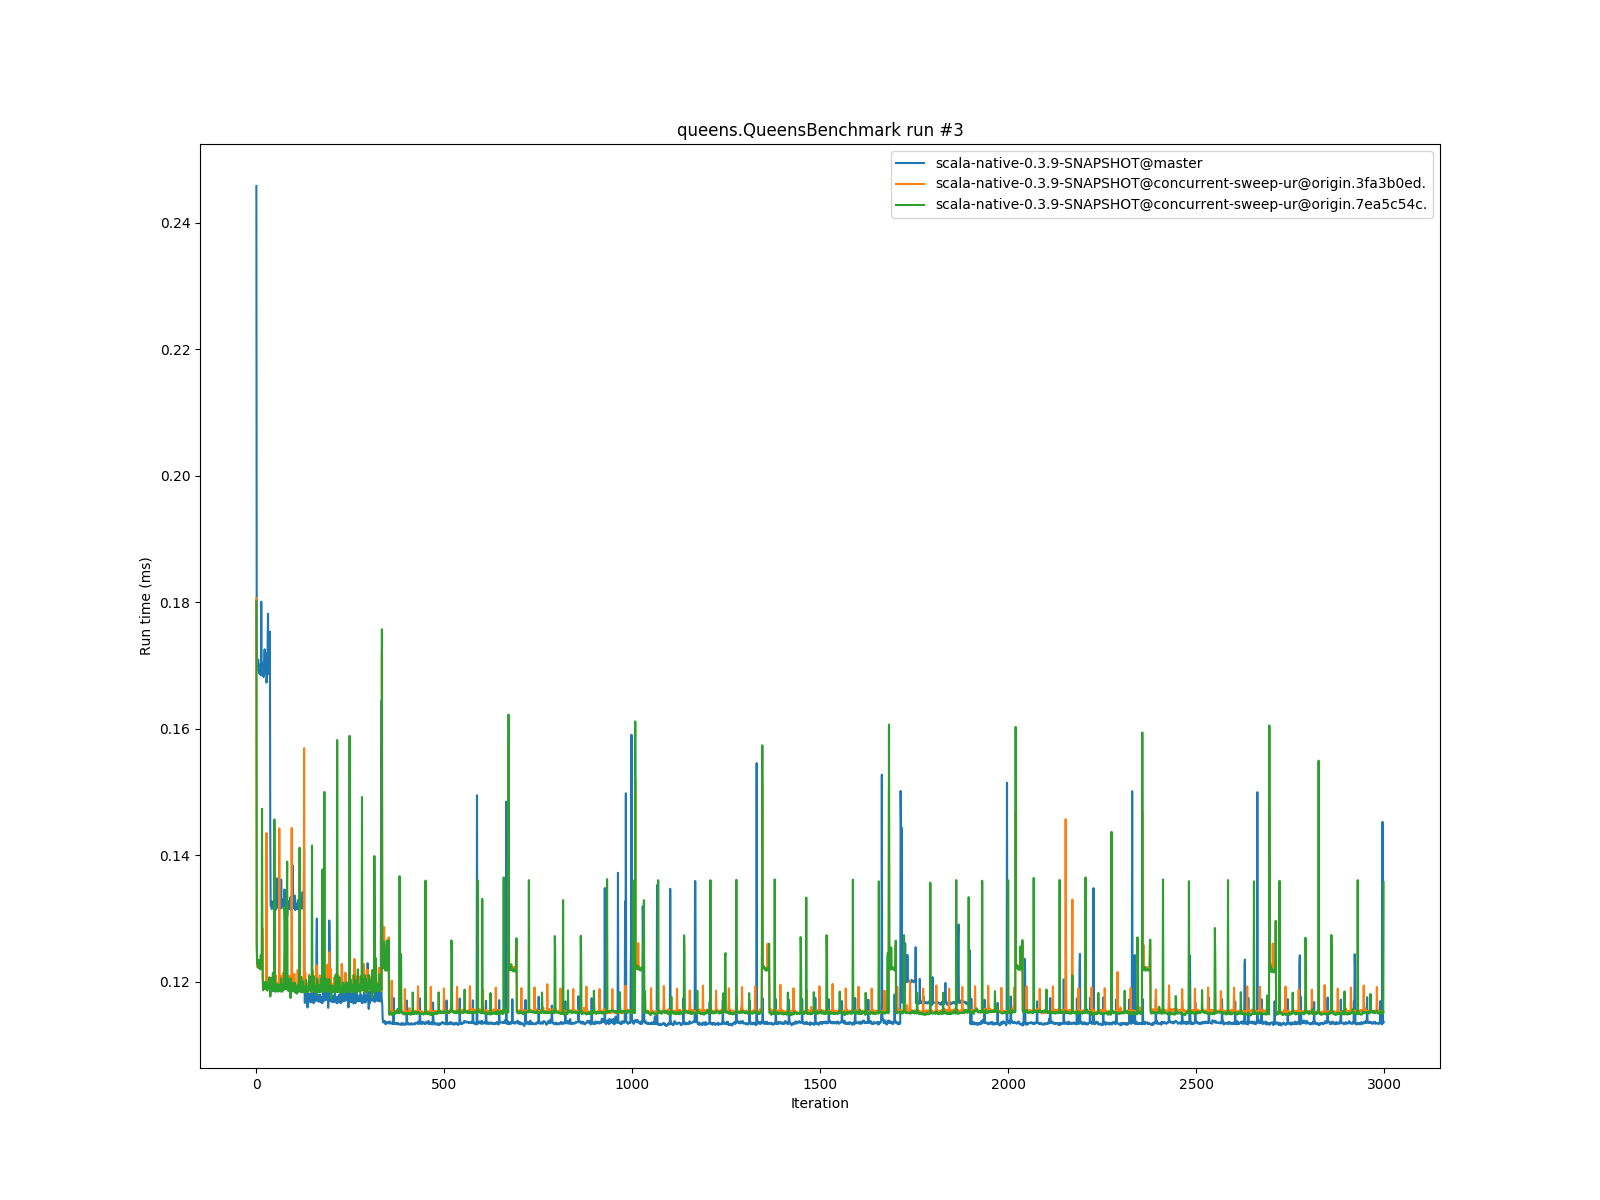 queens.QueensBenchmark run #3
scala-native-0.3.9-SNAPSHOT@master
scala-native-0.3.9-SNAPSHOT@concurrent-sweep-ur@origin.3fa3b0ed.
scala-native-0.3.9-SNAPSHOT@concurrent-sweep-ur@origin.7ea5c54c.
0.24
0.22
0.20
0.18
0.16
0.14
0.12
Run time (ms)
0 500 1000 1500 2000 2500 3000
Iteration